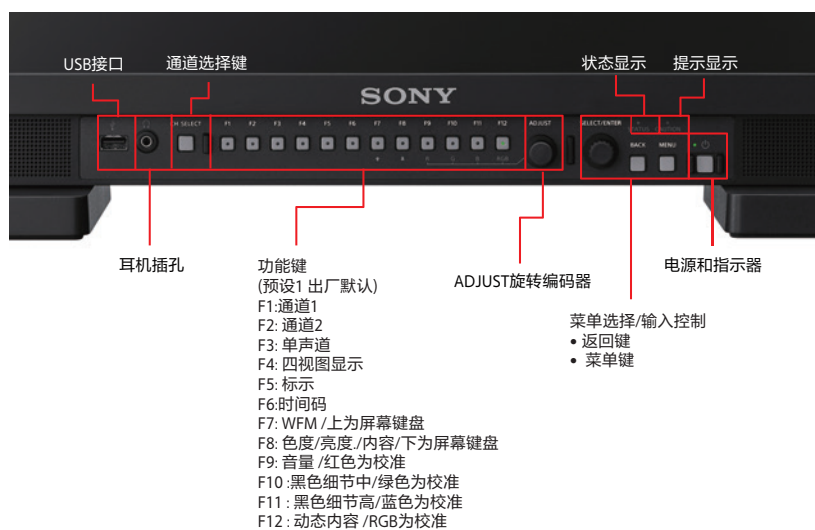 USB接口
通道选择键
状态显示
提示显示
SONY
CH SELECT F1 F2 F3 F4 F5 F6 F7 F8 F9 F10 F11 F12 ADJUST SELECT/ENTER STATUS CAUTION
BACK MENU
R G B RGB
耳机插孔
功能键
(预设1 出厂默认)
F1:通道1
F2: 通道2
F3: 单声道
F4: 四视图显示
F5: 标示
F6:时间码
F7: WFM /上为屏幕键盘
F8: 色度/亮度./内容/下为屏幕键盘
F9: 音量 /红色为校准
F10 :黑色细节中/绿色为校准
F11 : 黑色细节高/蓝色为校准
F12 : 动态内容 /RGB为校准
ADJUST旋转编码器
菜单选择/输入控制
• 返回键
• 菜单键
电源和指示器